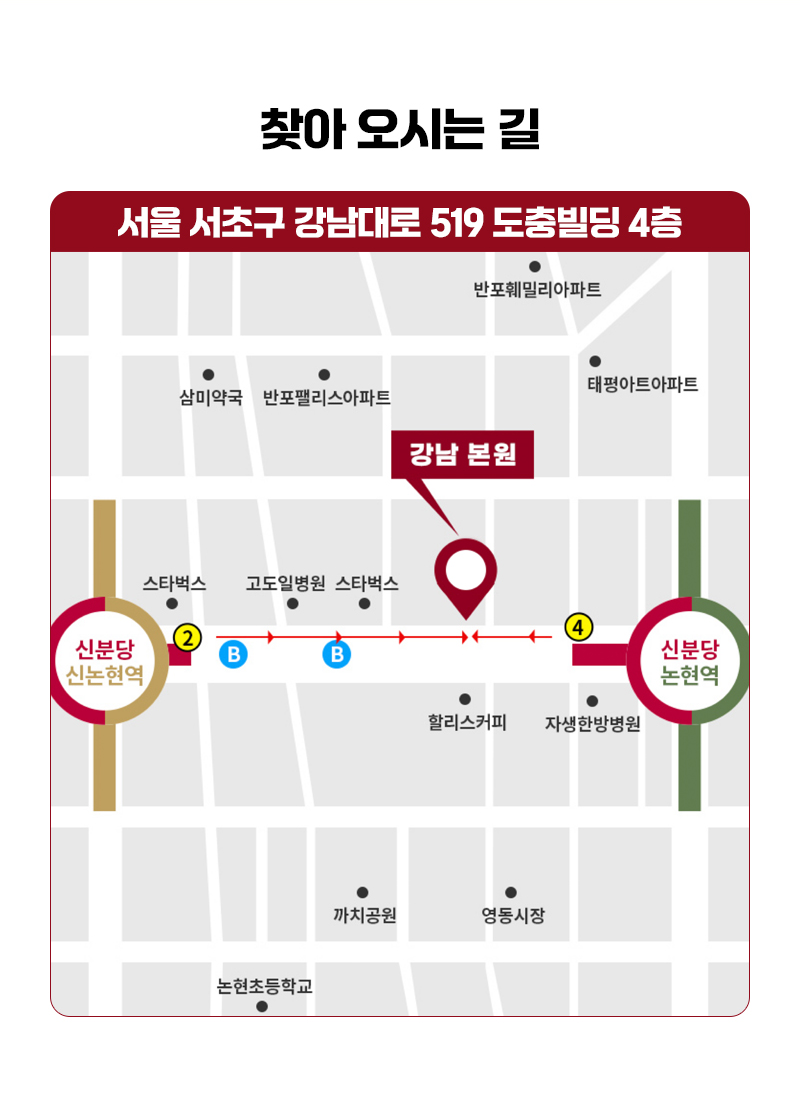 찾아 오시는 길
서울 서초구 강남대로 519 도충빌딩 4층
반포훼밀리아파트
태평아트아파트
삼미약국
반포팰리스아파트
강남 본원
스타벅스
고도일병원
스타벅스
2
4
B
B
신분당
신논현역
신분당
논현역
할리스커피
자생한방병원
까치공원
영동시장
논현초등학교